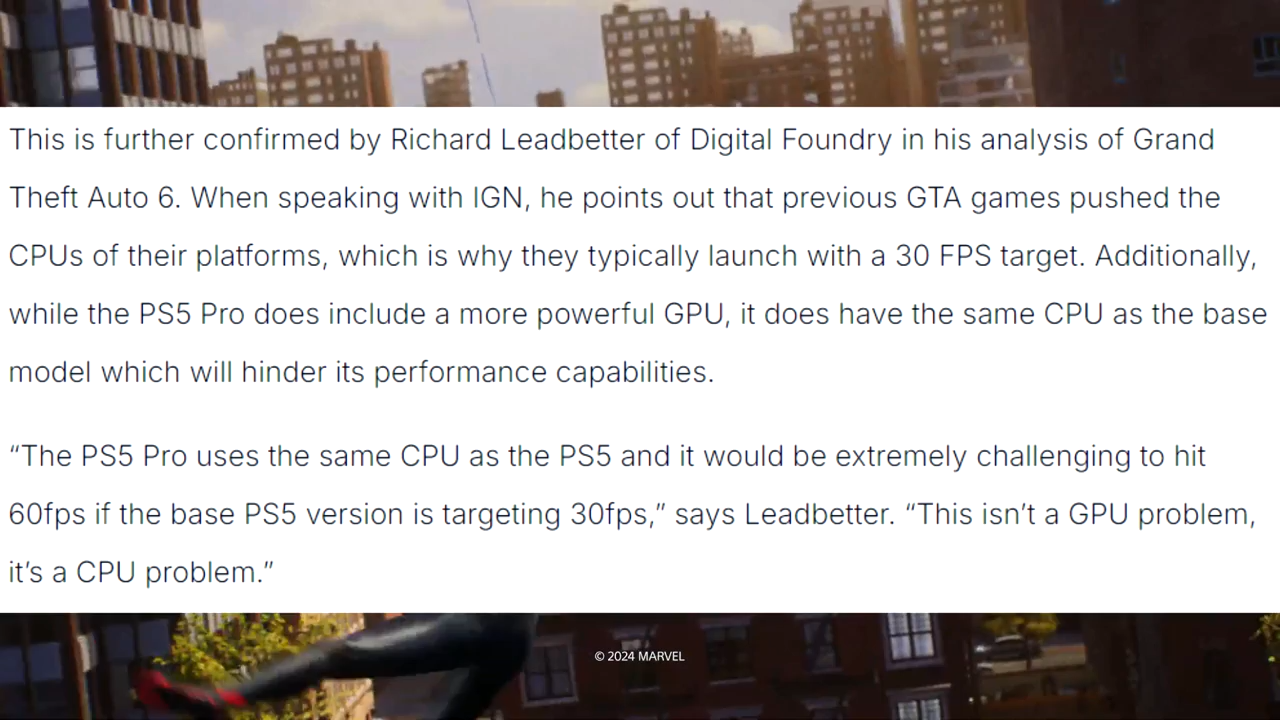 This is further confirmed by Richard Leadbetter of Digital Foundry in his analysis of Grand
Theft Auto 6. When speaking with IGN, he points out that previous GTA games pushed the
CPUs of their platforms, which is why they typically launch with a 30 FPS target. Additionally,
while the PS5 Pro does include a more powerful GPU, it does have the same CPU as the base
model which will hinder its performance capabilities.
“The PS5 Pro uses the same CPU as the PS5 and it would be extremely challenging to hit
60fps if the base PS5 version is targeting 30fps,” says Leadbetter. “This isn’t a GPU problem,
it’s a CPU problem.”
© 2024 MARVEL